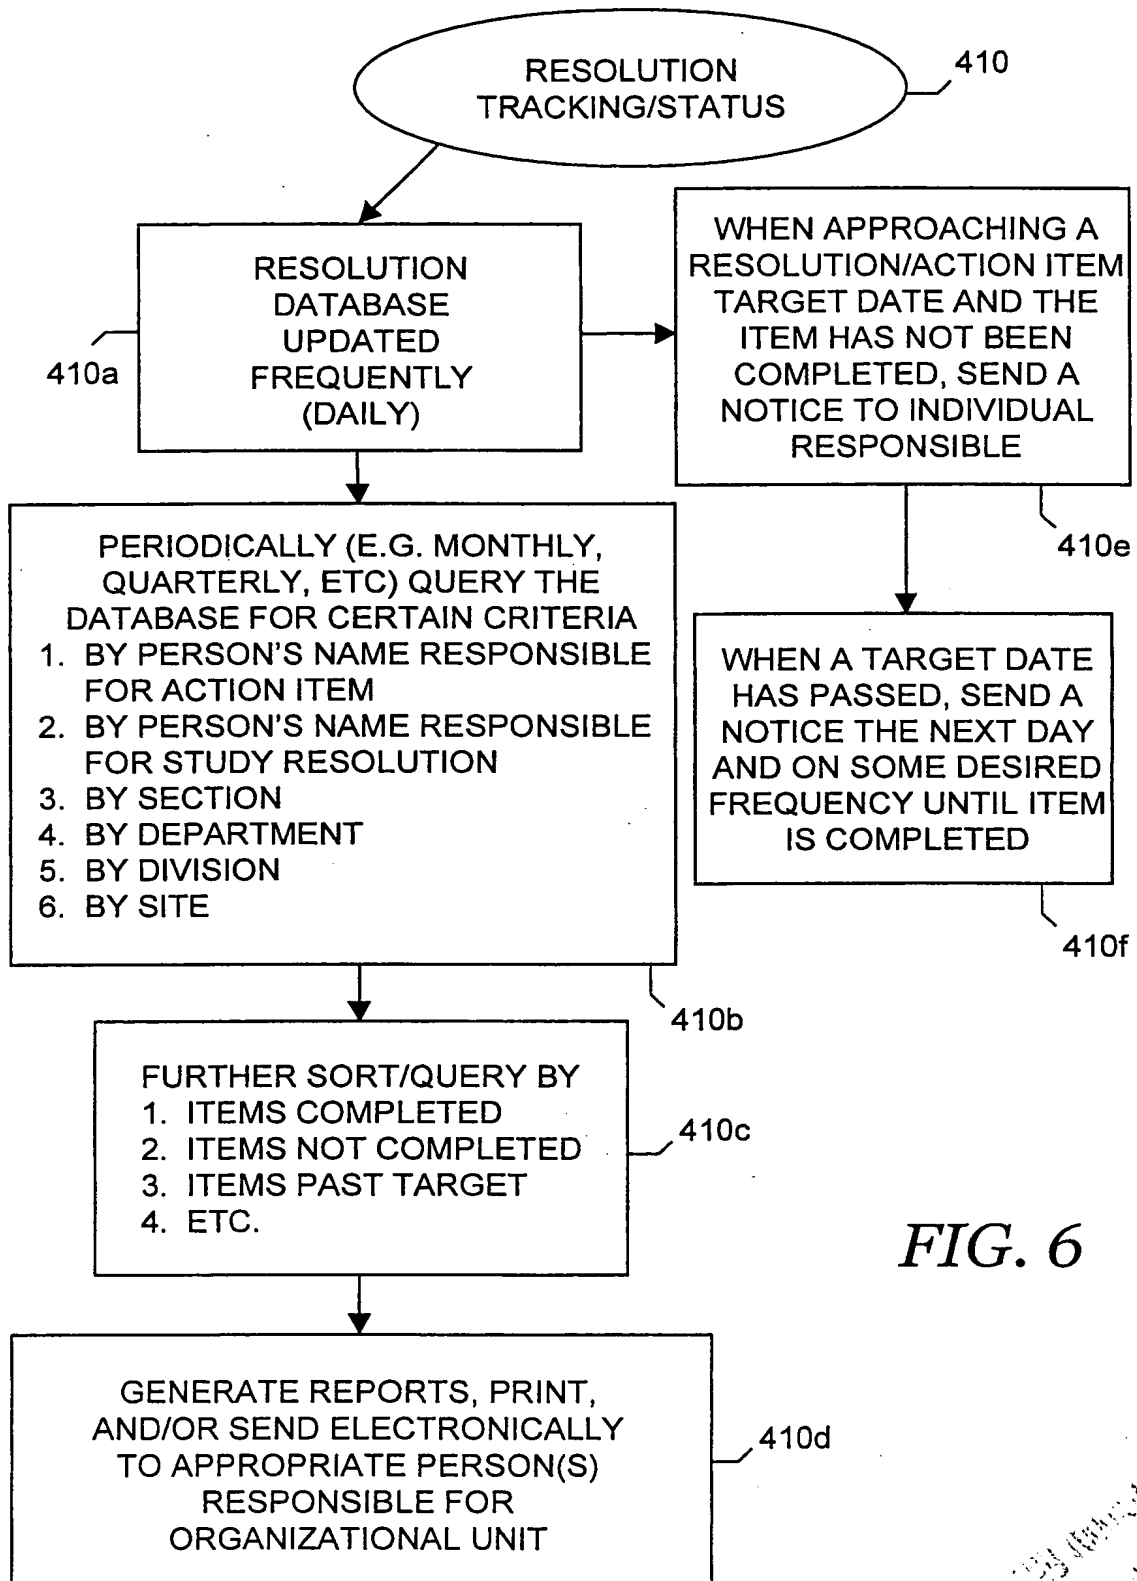 RESOLUTION
TRACKING/STATUS
410
RESOLUTION
DATABASE
UPDATED
FREQUENTLY
(DAILY)
410a
WHEN APPROACHING A
RESOLUTION/ACTION ITEM
TARGET DATE AND THE
ITEM HAS NOT BEEN
COMPLETED, SEND A
NOTICE TO INDIVIDUAL
RESPONSIBLE
410e
PERIODICALLY (E.G. MONTHLY,
QUARTERLY, ETC) QUERY THE
DATABASE FOR CERTAIN CRITERIA
1. BY PERSON'S NAME RESPONSIBLE
FOR ACTION ITEM
2. BY PERSON'S NAME RESPONSIBLE
FOR STUDY RESOLUTION
3. BY SECTION
4. BY DEPARTMENT
5. BY DIVISION
6. BY SITE
410b
WHEN A TARGET DATE
HAS PASSED, SEND A
NOTICE THE NEXT DAY
AND ON SOME DESIRED
FREQUENCY UNTIL ITEM
IS COMPLETED
410f
FURTHER SORT/QUERY BY
1. ITEMS COMPLETED
2. ITEMS NOT COMPLETED
3. ITEMS PAST TARGET
4. ETC.
410c
FIG. 6
GENERATE REPORTS, PRINT,
AND/OR SEND ELECTRONICALLY
TO APPROPRIATE PERSON(S)
RESPONSIBLE FOR
ORGANIZATIONAL UNIT
410d